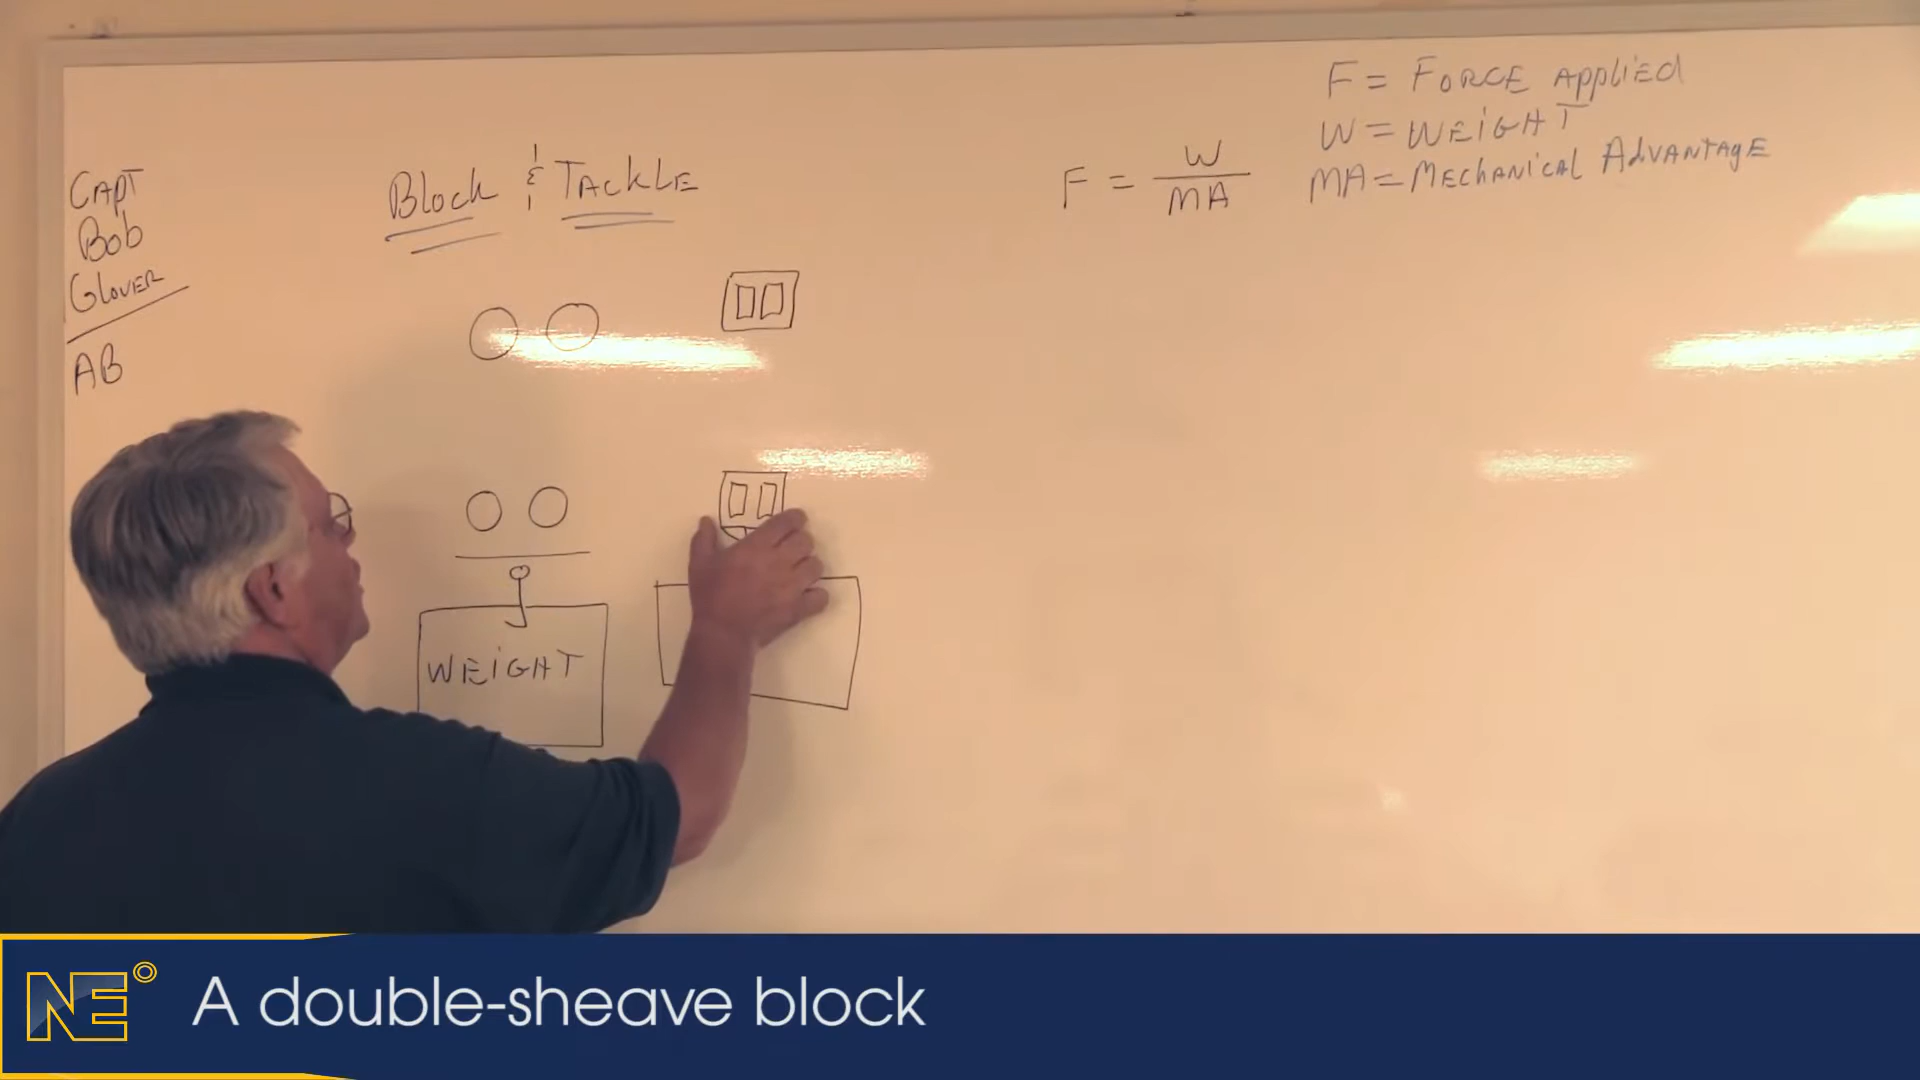 F = FORCE Applied
W = WEIGHT
MA = MEchANicAL AdVANTAgE
F = W
MA
CAPT
Bob
GLOVER
AB
Block & TAckLE
WEIGHT
NE°
A double-sheave block